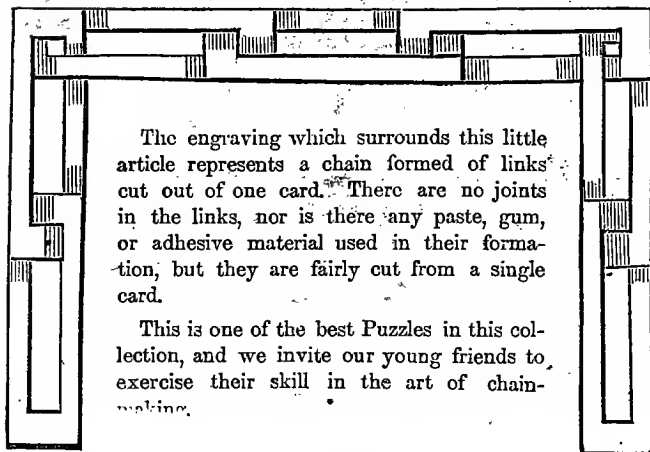 The engraving which surrounds this little
article represents a chain formed of links
cut out of one card. There are no joints
in the links, nor is there any paste, gum,
or adhesive material used in their forma-
tion, but they are fairly cut from a single
card.
This is one of the best Puzzles in this col-
lection, and we invite our young friends to
exercise their skill in the art of chain-
making.